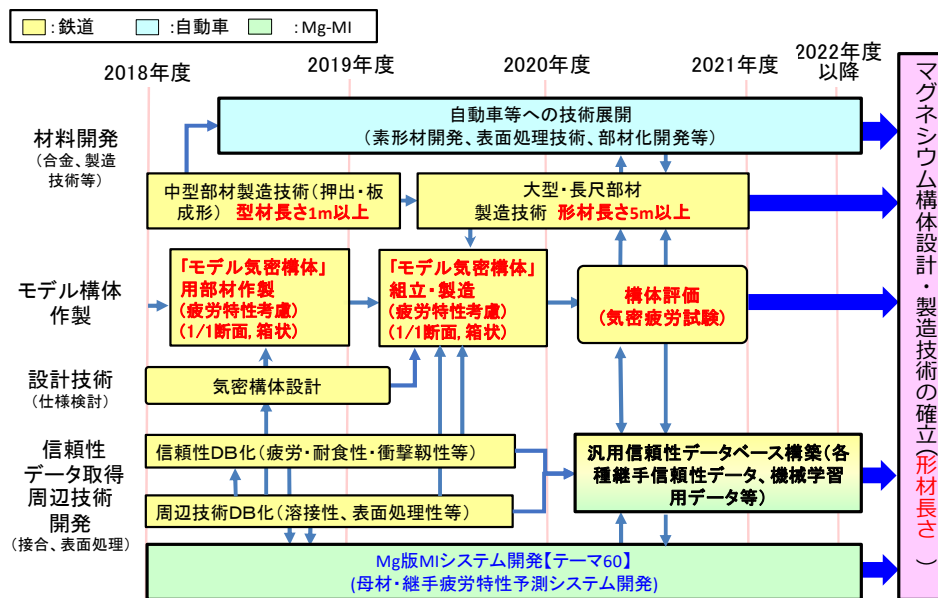 :鉄道
:自動車
:Mg-MI
2018年度
2019年度
2020年度
2021年度
2022年度
以降
材料開発
(合金、製造
技術等)
自動車等への技術展開
(素形材開発、表面処理技術、部材化開発等)
中型部材製造技術(押出・板
成形) 型材長さ1m以上
大型・長尺部材
製造技術 形材長さ5m以上
モデル構体
作製
「モデル気密構体」
用部材作製
(疲労特性考慮)
(1/1断面,箱状)
「モデル気密構体」
組立・製造
(疲労特性考慮)
(1/1断面,箱状)
構体評価
(気密疲労試験)
設計技術
(仕様検討)
気密構体設計
信頼性
データ取得
信頼性DB化(疲労・耐食性・衝撃靭性等)
汎用信頼性データベース構築(各
種継手信頼性データ、機械学習
用データ等)
周辺技術
開発
(接合、表面処理)
周辺技術DB化(溶接性、表面処理性等)
Mg版MIシステム開発【テーマ60】
(母材・継手疲労特性予測システム開発)
マグネシウム構体設計・製造技術の確立(形材長さ )